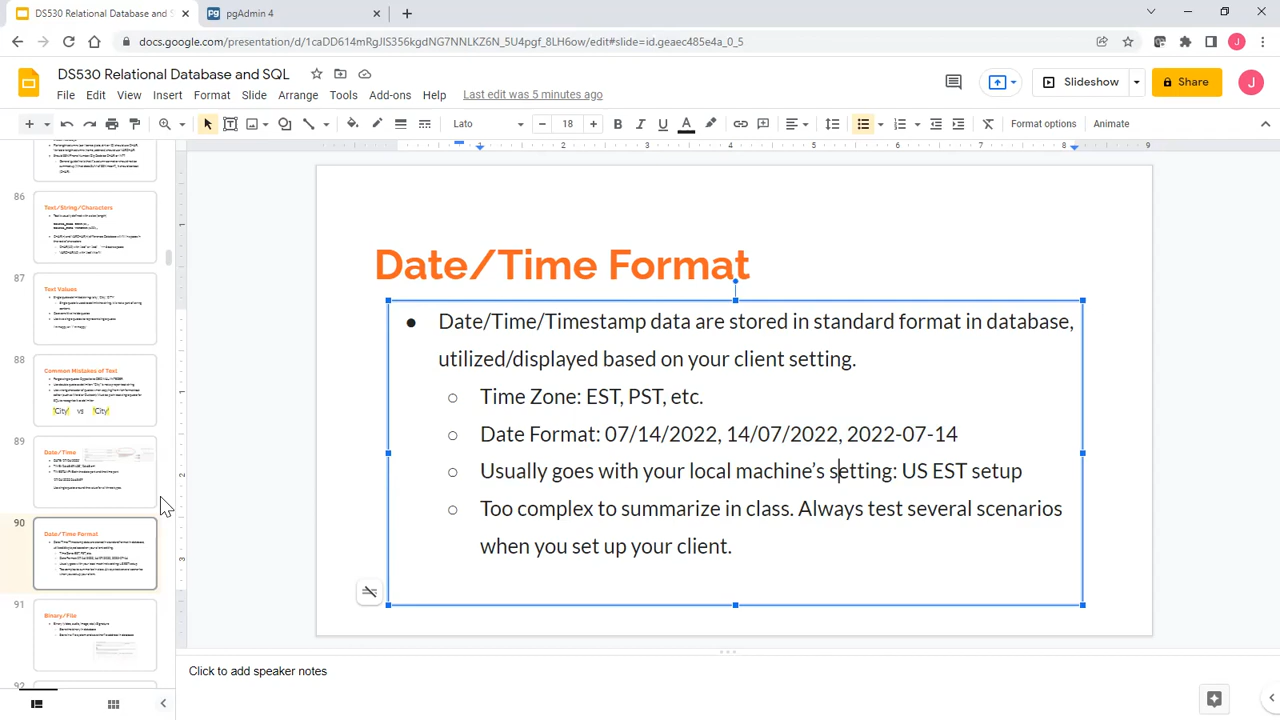 DS530 Relational Database and S
pgAdmin 4
docs.google.com/presentation/d/1caDD614mRgJIS356kgdNG7NNLKZ6N_5U4pgf_8LH6ow/edit#slide=id.geaec485e4a_0_5
DS530 Relational Database and SQL
File Edit View Insert Format Slide Arrange Tools Add-ons Help Last edit was 5 minutes ago
Slideshow
Share
J
Lato
18
Format options
Animate
Date/Time Format
Date/Time/Timestamp data are stored in standard format in database,
utilized/displayed based on your client setting.
Time Zone: EST, PST, etc.
Date Format: 07/14/2022, 14/07/2022, 2022-07-14
Usually goes with your local machine's setting: US EST setup
Too complex to summarize in class. Always test several scenarios
when you set up your client.
Click to add speaker notes
86
Text/String/Characters
87
Text Values
88
Common Mistakes of Text
'City' vs 'City'
89
Date/Time
90
Date/Time Format
91
Binary/File
92